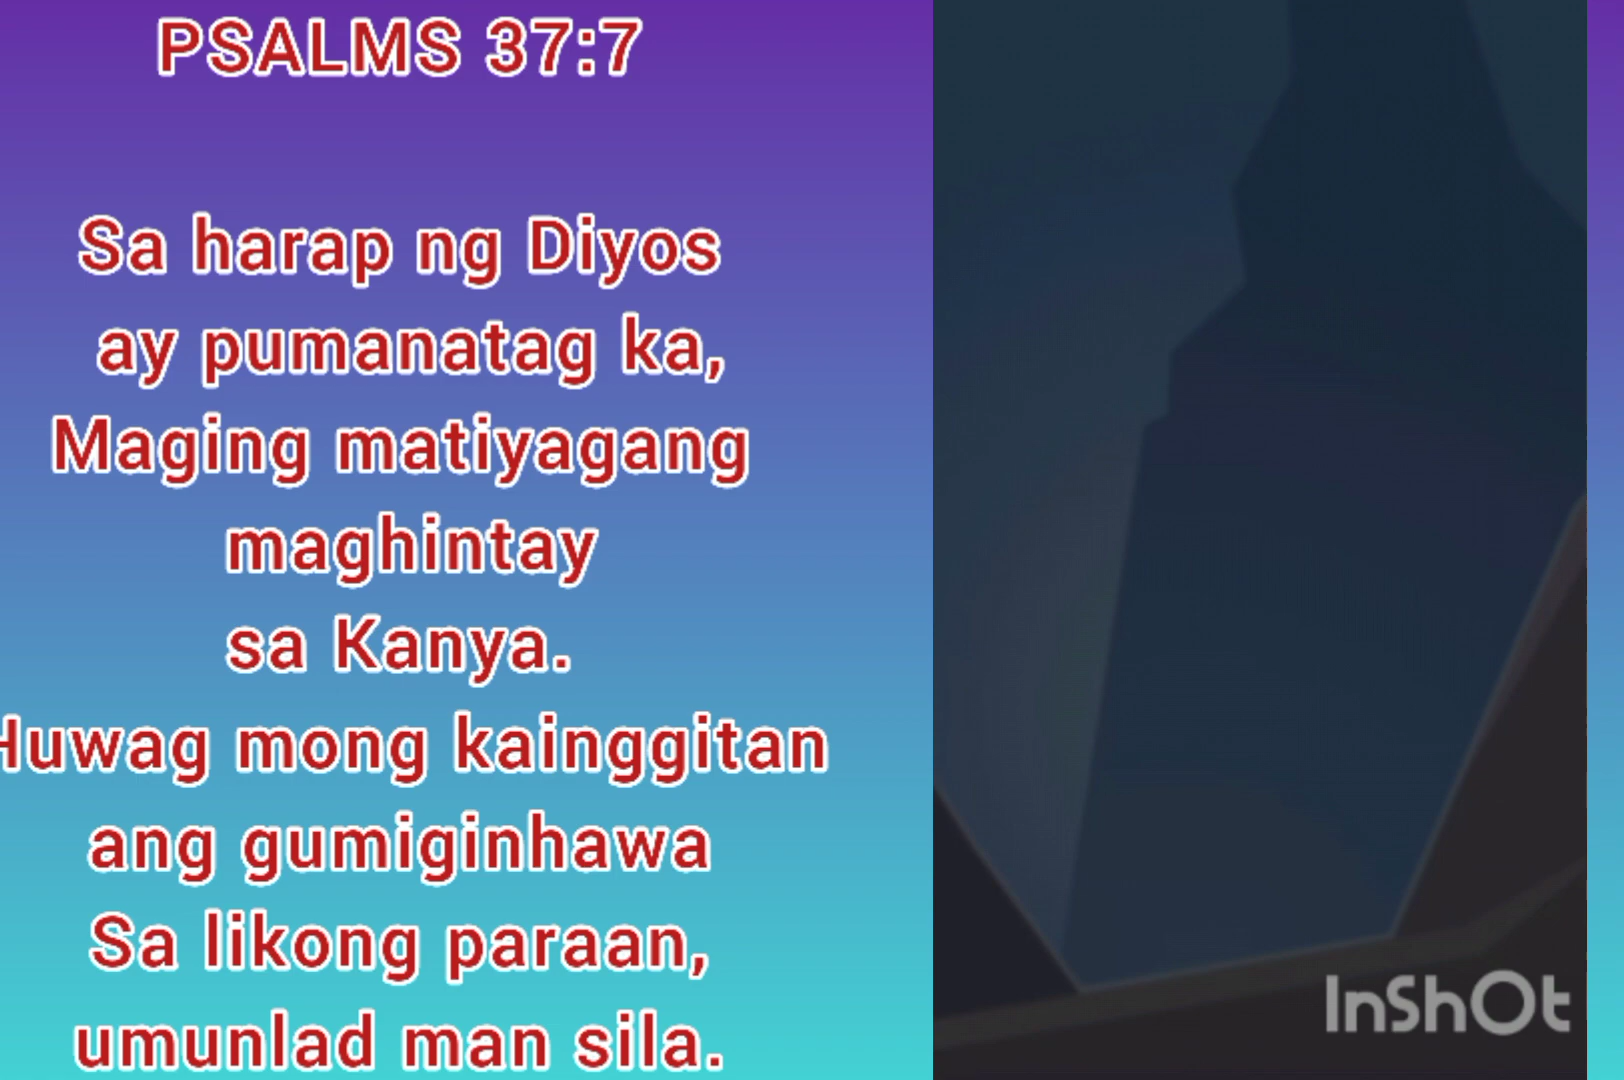 PSALMS 37:7
Sa harap ng Diyos
ay pumanatag ka,
Maging matiyagang
maghintay
sa Kanya.
Huwag mong kainggitan
ang gumiginhawa
Sa likong paraan,
umunlad man sila.
InShOt